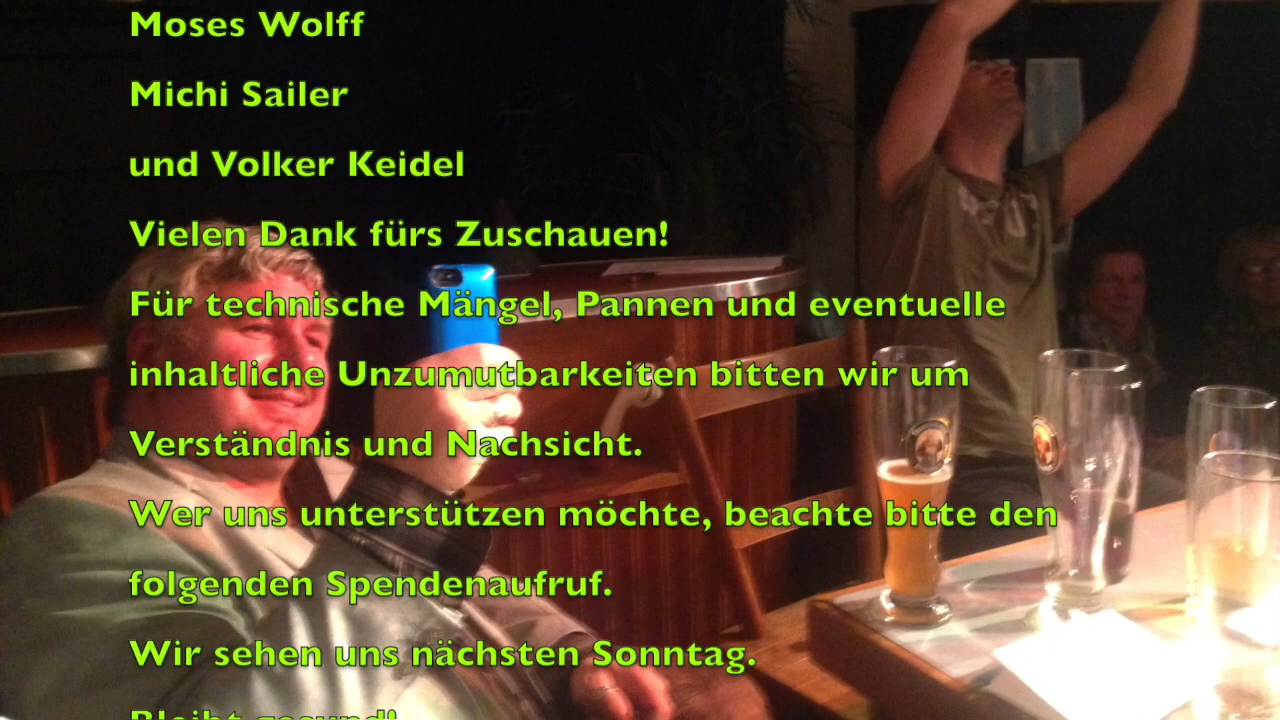 Moses Wolff
Michi Sailer
und Volker Keidel
Vielen Dank fürs Zuschauen!
Für technische Mängel, Pannen und eventuelle
inhaltliche Unzumutbarkeiten bitten wir um
Verständnis und Nachsicht.
Wer uns unterstützen möchte, beachte bitte den
folgenden Spendenaufruf.
Wir sehen uns nächsten Sonntag.
Bleibt gesund!